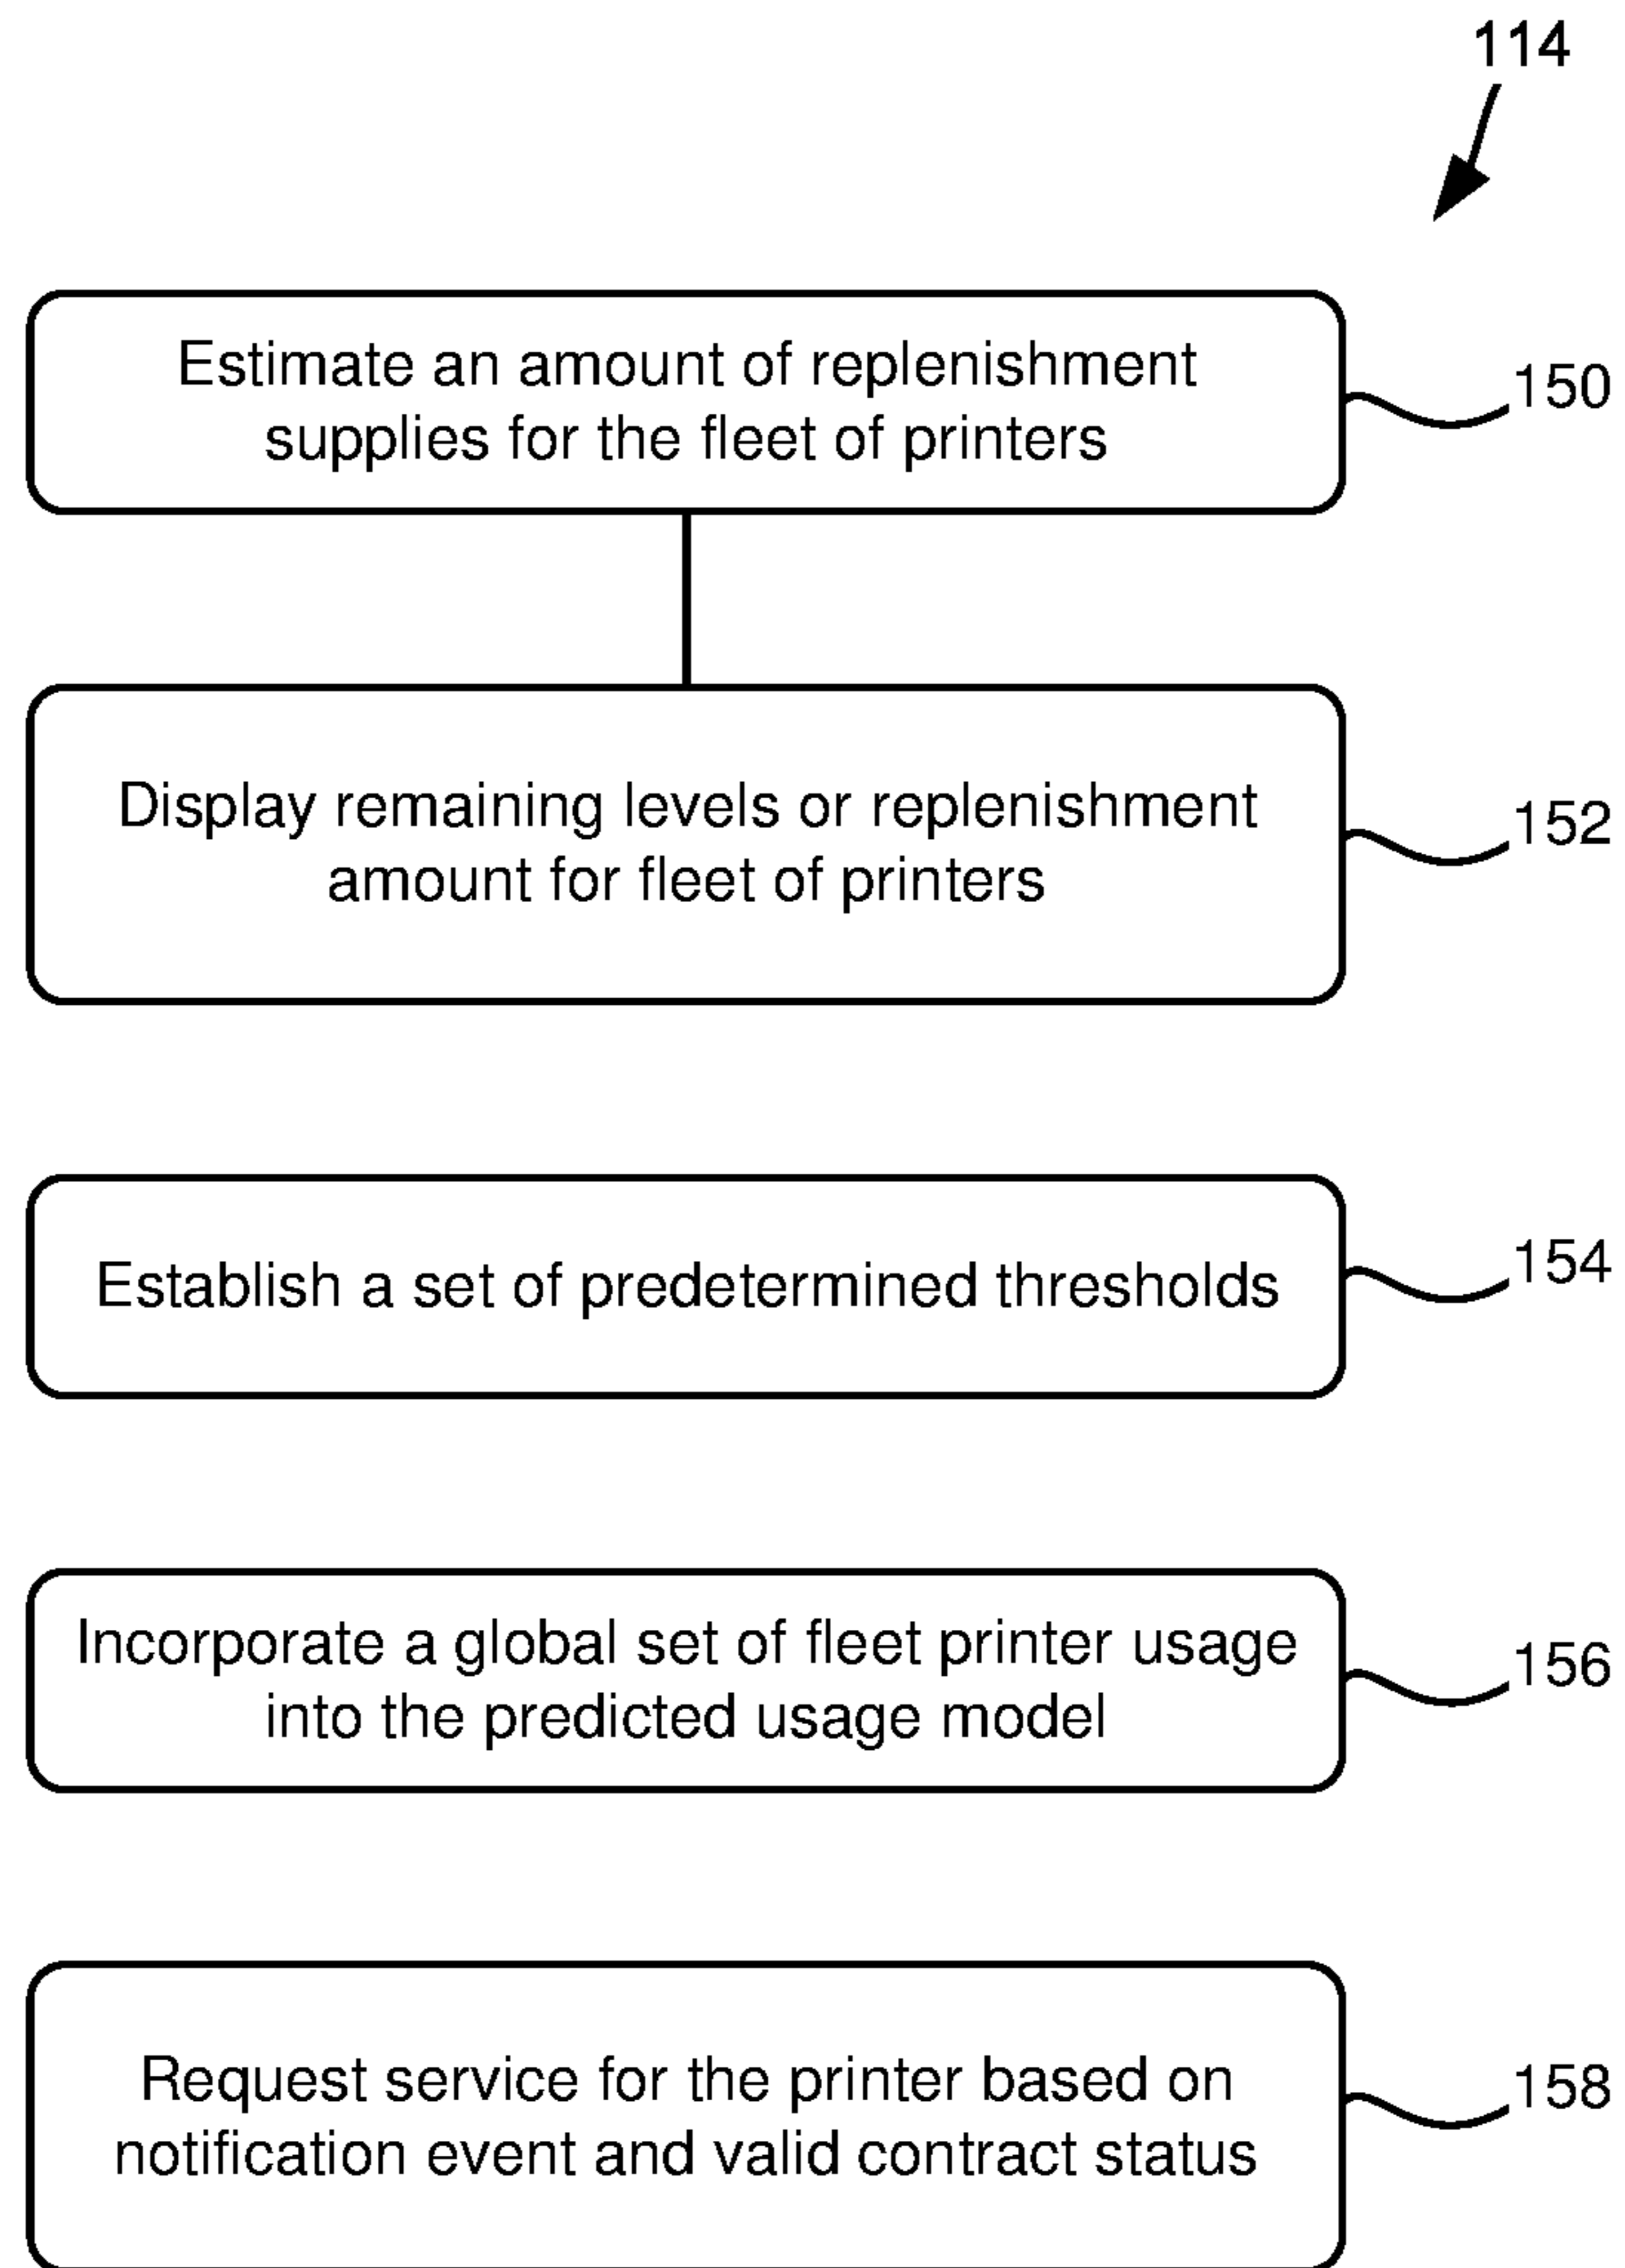 114
Estimate an amount of replenishment
supplies for the fleet of printers
150
Display remaining levels or replenishment
amount for fleet of printers
152
Establish a set of predetermined thresholds
154
Incorporate a global set of fleet printer usage
into the predicted usage model
156
Request service for the printer based on
notification event and valid contract status
158